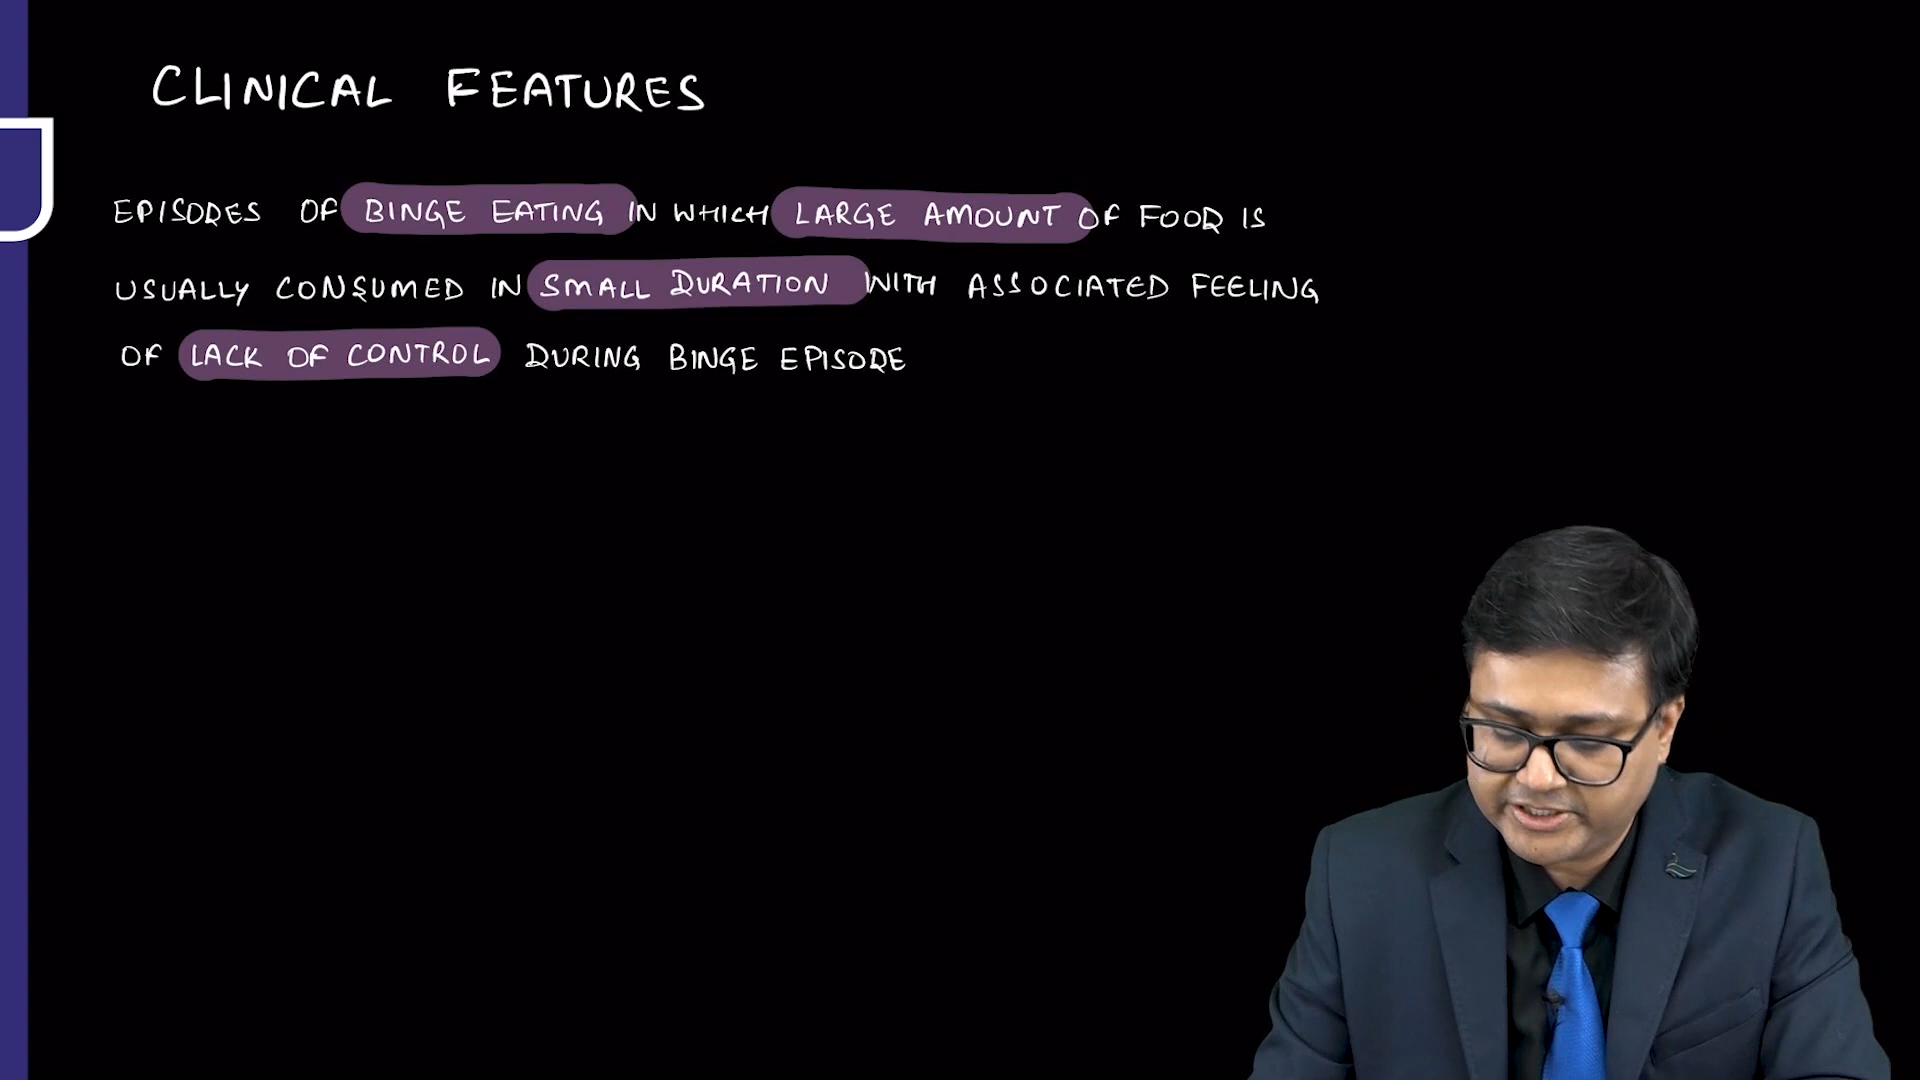 CLINICAL FEATURES
EPISODES OF BINGE EATING IN WHICH LARGE AMOUNT OF FOOD IS
USUALLY CONSUMED IN SMALL DURATION WITH ASSOCIATED FEELING
OF LACK OF CONTROL DURING BINGE EPISODE